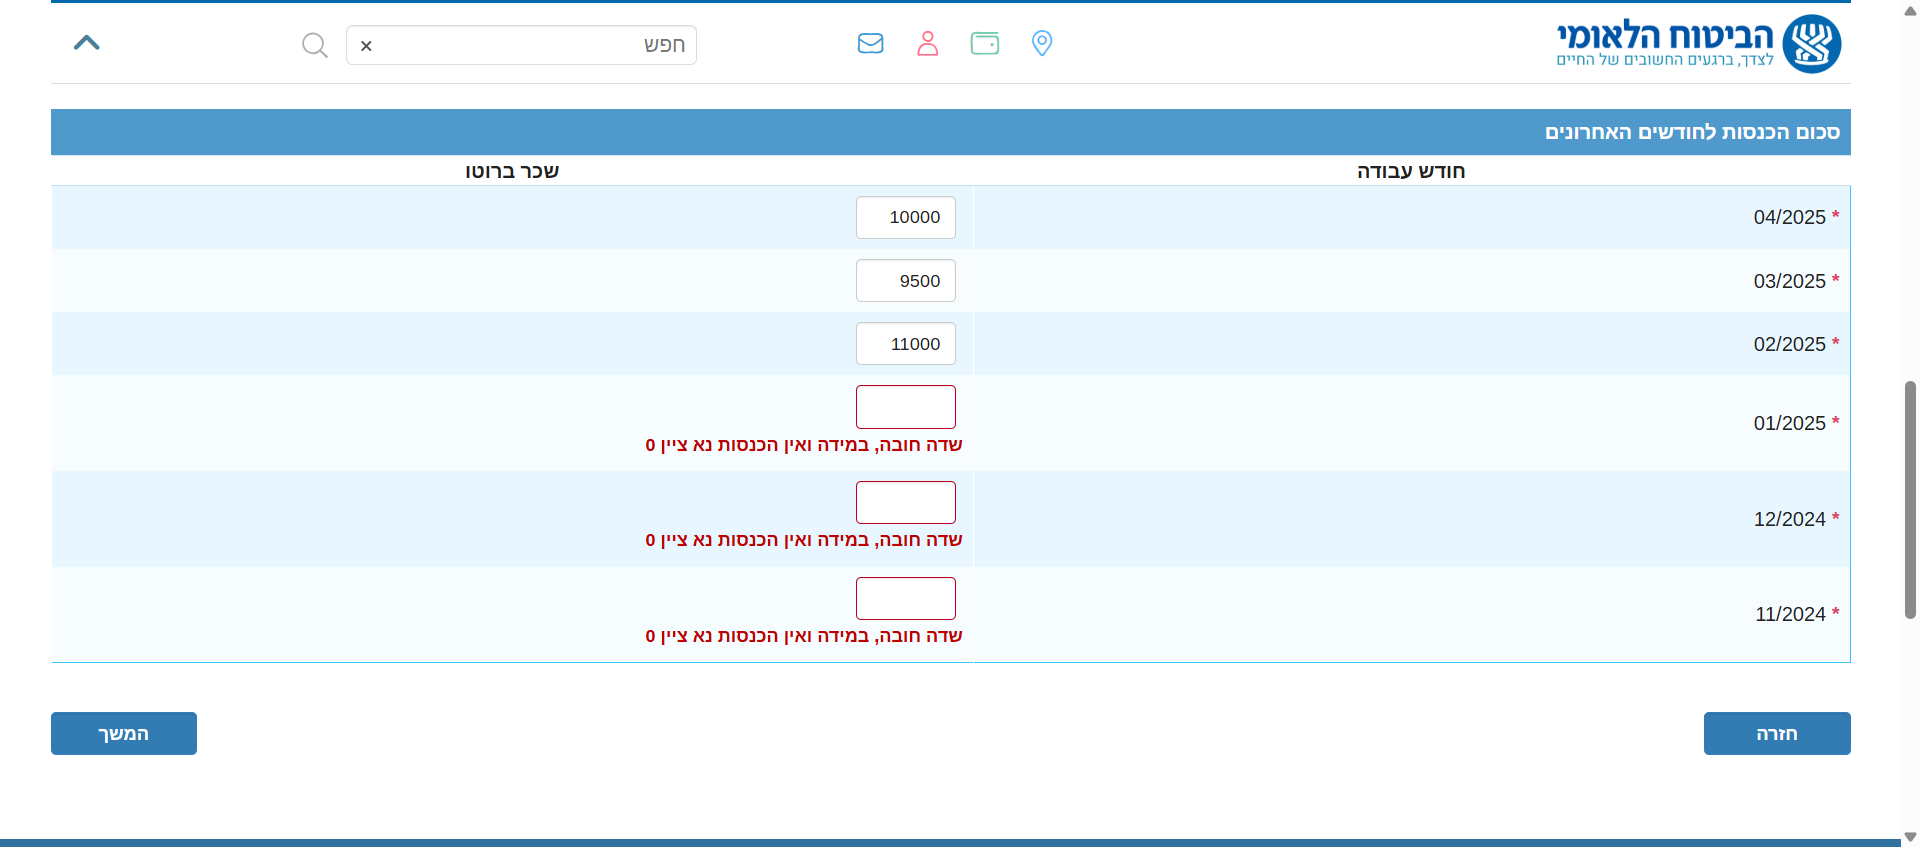 הביטוח הלאומי
לצדך, ברגעים החשובים של החיים
חפש
סכום הכנסות לחודשים האחרונים
חודש עבודה
שכר ברוטו
* 04/2025
10000
* 03/2025
9500
* 02/2025
11000
* 01/2025
שדה חובה, במידה ואין הכנסות נא ציין 0
* 12/2024
שדה חובה, במידה ואין הכנסות נא ציין 0
* 11/2024
שדה חובה, במידה ואין הכנסות נא ציין 0
חזרה
המשך